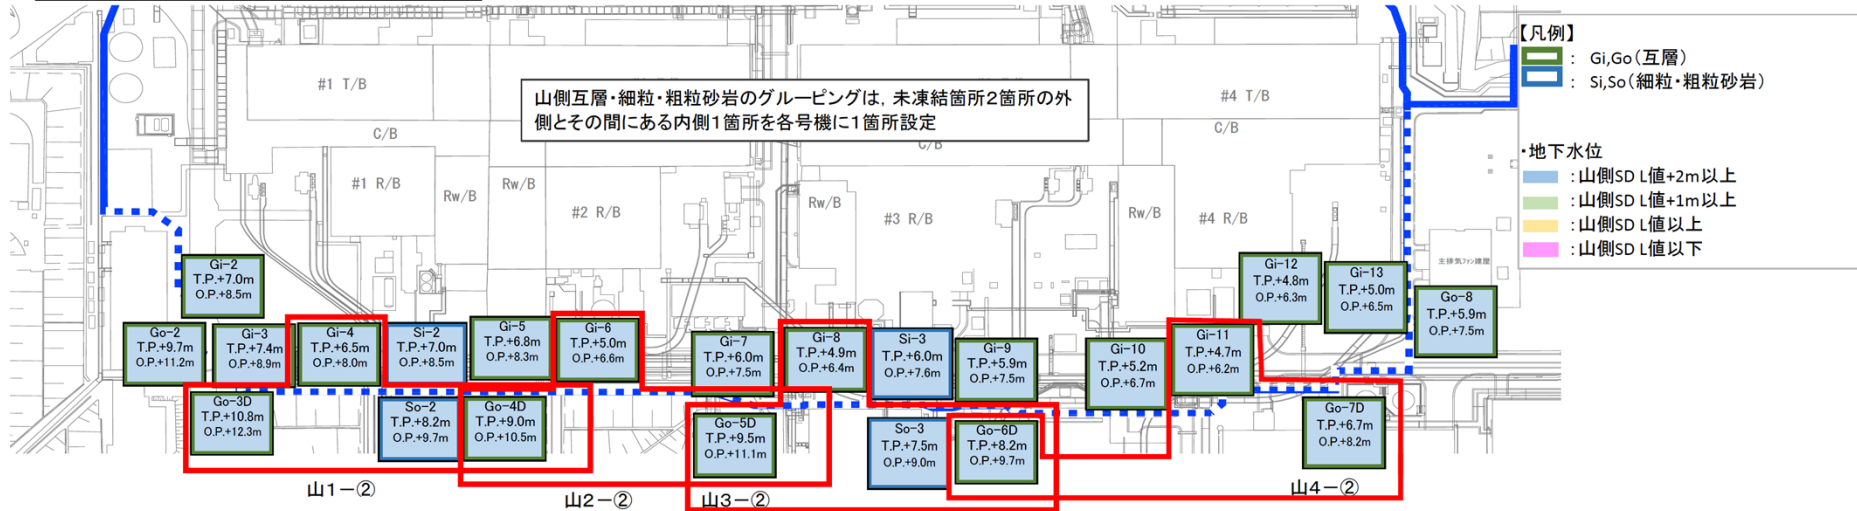 #1 T/B
#4 T/B
山側互層・細粒・粗粒砂岩のグルーピングは，未凍結箇所２箇所の外
側とその間にある内側１箇所を各号機に１箇所設定
C/B
C/B
C/B
#1 R/B
Rw/B
Rw/B
#2 R/B
Rw/B
#3 R/B
Rw/B
#4 R/B
主排気ファン建屋
【凡例】
： Gi,Go（互層）
： Si,So（細粒・粗粒砂岩）
・地下水位
：山側SD L値+2m以上
：山側SD L値+1m以上
：山側SD L値以上
：山側SD L値以下
Gi-2
T.P.+7.0m
O.P.+8.5m
Gi-12
T.P.+4.8m
O.P.+6.3m
Gi-13
T.P.+5.0m
O.P.+6.5m
Go-8
T.P.+5.9m
O.P.+7.5m
Go-2
T.P.+9.7m
O.P.+11.2m
Gi-3
T.P.+7.4m
O.P.+8.9m
Gi-4
T.P.+6.5m
O.P.+8.0m
Si-2
T.P.+7.0m
O.P.+8.5m
Gi-5
T.P.+6.8m
O.P.+8.3m
Gi-6
T.P.+5.0m
O.P.+6.6m
Gi-7
T.P.+6.0m
O.P.+7.5m
Gi-8
T.P.+4.9m
O.P.+6.4m
Si-3
T.P.+6.0m
O.P.+7.6m
Gi-9
T.P.+5.9m
O.P.+7.5m
Gi-10
T.P.+5.2m
O.P.+6.7m
Gi-11
T.P.+4.7m
O.P.+6.2m
Go-3D
T.P.+10.8m
O.P.+12.3m
So-2
T.P.+8.2m
O.P.+9.7m
Go-4D
T.P.+9.0m
O.P.+10.5m
Go-5D
T.P.+9.5m
O.P.+11.1m
So-3
T.P.+7.5m
O.P.+9.0m
Go-6D
T.P.+8.2m
O.P.+9.7m
Go-7D
T.P.+6.7m
O.P.+8.2m
山１－②
山２－②
山３－②
山４－②